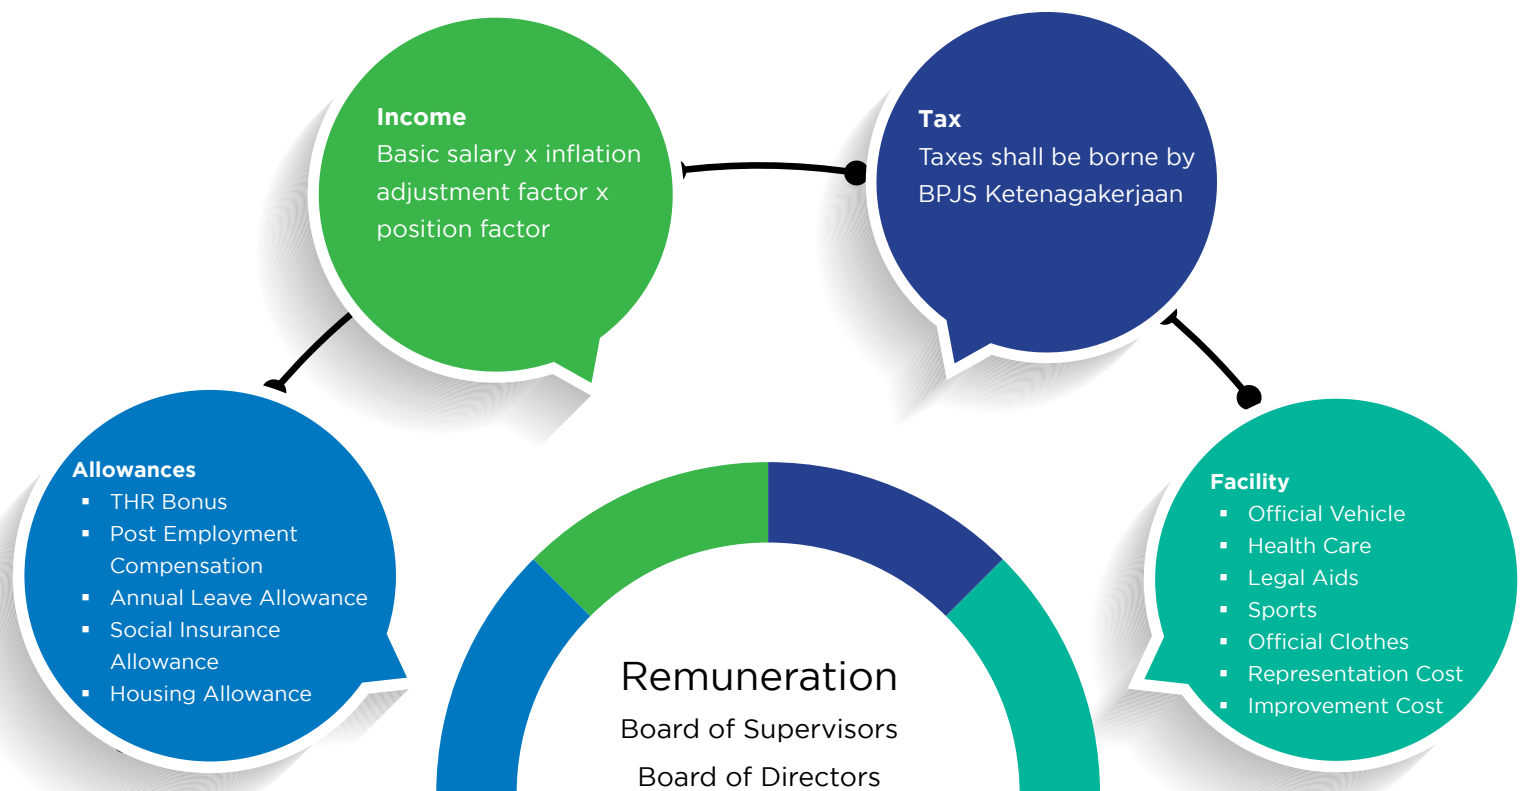 Income
Basic salary x inflation
adjustment factor x
position factor
Tax
Taxes shall be borne by
BPJS Ketenagakerjaan
Allowances
▪ THR Bonus
▪ Post Employment
Compensation
▪ Annual Leave Allowance
▪ Social Insurance
Allowance
▪ Housing Allowance
Facility
▪ Official Vehicle
▪ Health Care
▪ Legal Aids
▪ Sports
▪ Official Clothes
▪ Representation Cost
▪ Improvement Cost
Remuneration
Board of Supervisors
Board of Directors